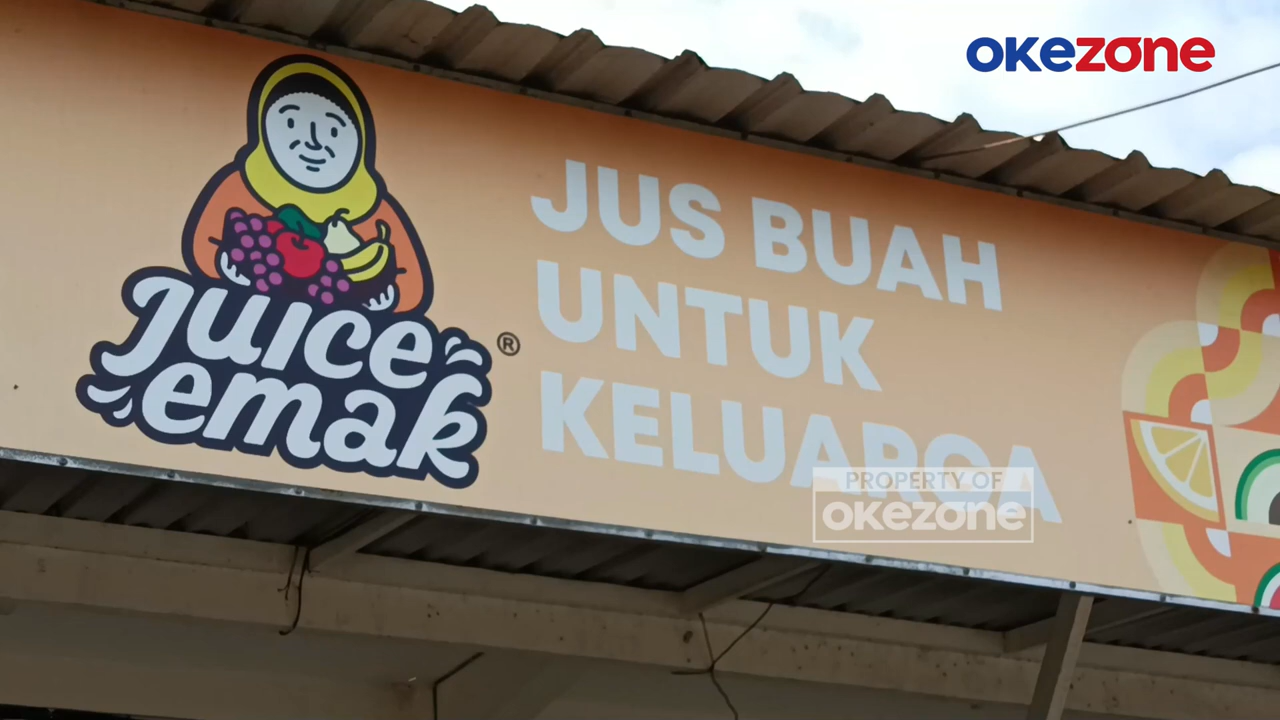 okezone
juice
emak
®
JUS BUAH
UNTUK
KELUARGA
PROPERTY OF
okezone